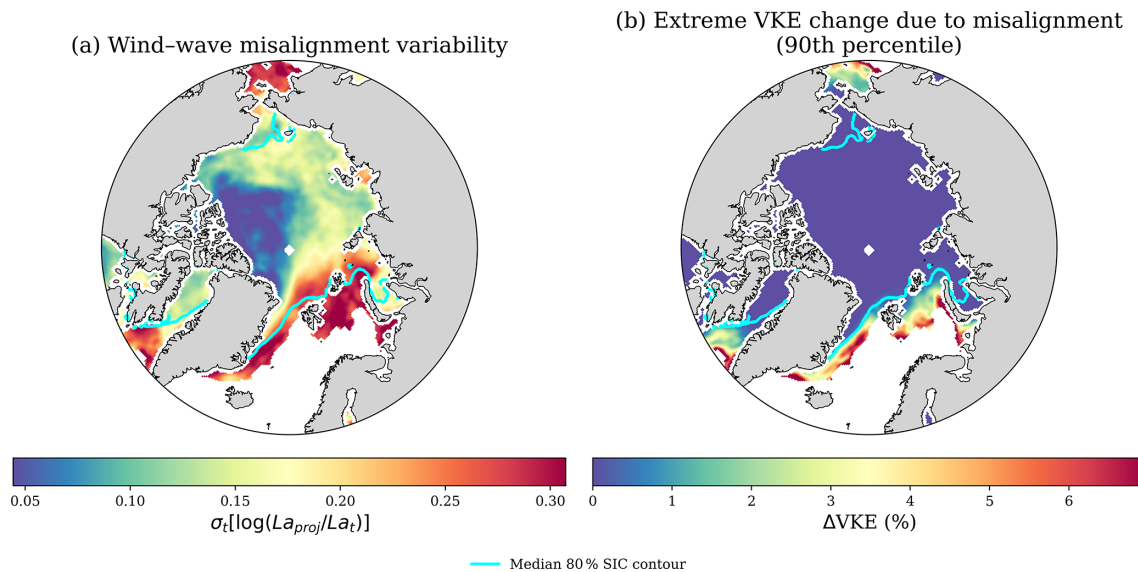 (a) Wind–wave misalignment variability
(b) Extreme VKE change due to misalignment
(90th percentile)
0.05 0.10 0.15 0.20 0.25 0.30
σt[log(Laproj/Lat)]
0 1 2 3 4 5 6
ΔVKE (%)
Median 80 % SIC contour